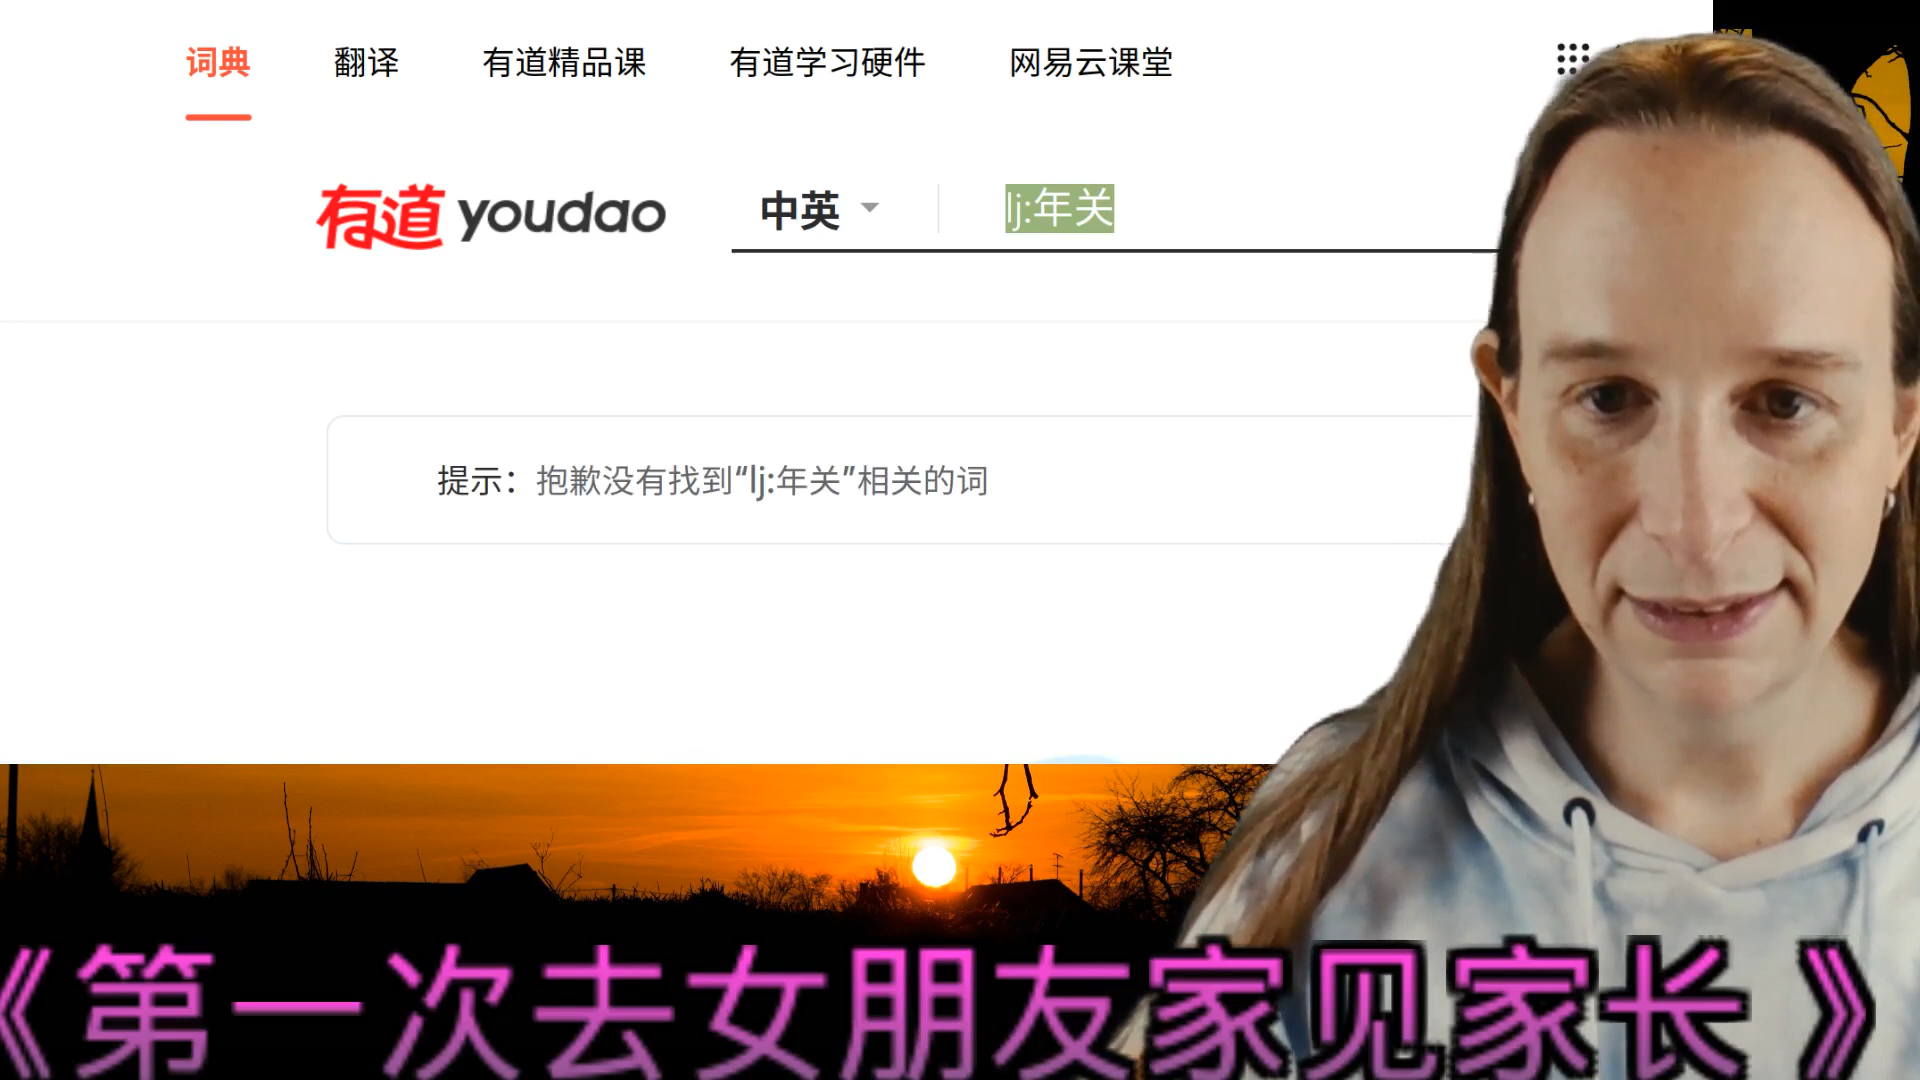 词典 翻译 有道精品课 有道学习硬件 网易云课堂
有道 youdao 中英 lj:年关
提示：抱歉没有找到“lj:年关”相关的词
《第一次去女朋友家见家长》